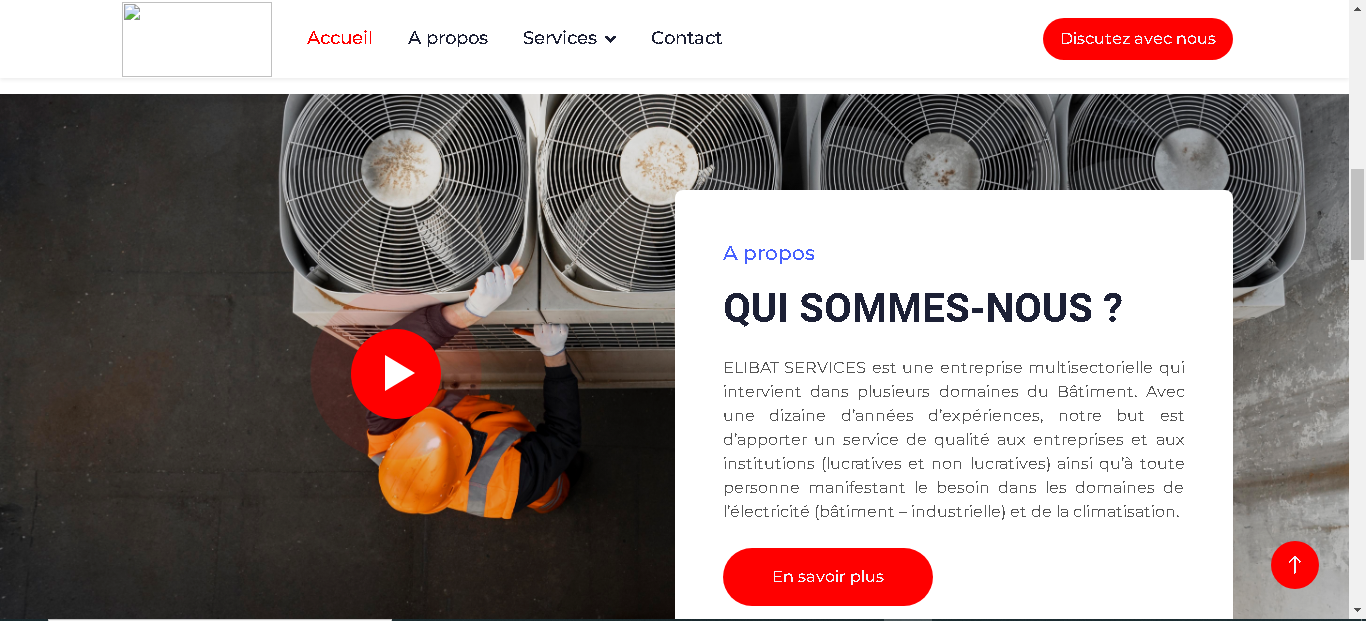 Accueil A propos Services Contact Discutez avec nous
A propos
QUI SOMMES-NOUS ?
ELIBAT SERVICES est une entreprise multisectorielle qui
intervient dans plusieurs domaines du Bâtiment. Avec
une dizaine d'années d'expériences, notre but est
d'apporter un service de qualité aux entreprises et aux
institutions (lucratives et non lucratives) ainsi qu'à toute
personne manifestant le besoin dans les domaines de
l'électricité (bâtiment – industrielle) et de la climatisation.
En savoir plus